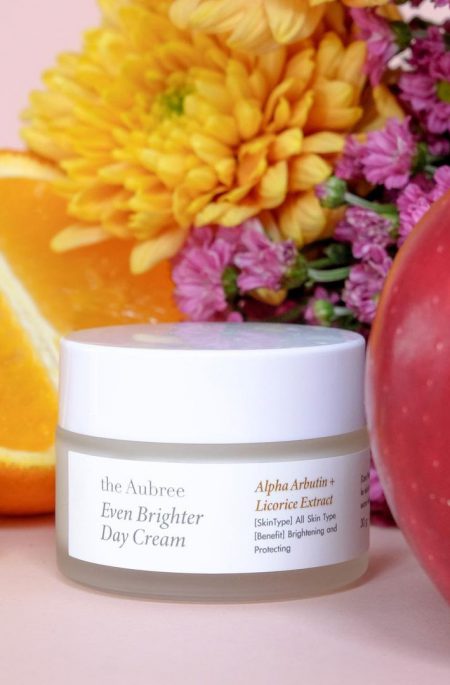 the Aubree
Even Brighter
Day Cream
Alpha Arbutin +
Licorice Extract
[SkinType] All Skin Type
[Benefit] Brightening and
Protecting